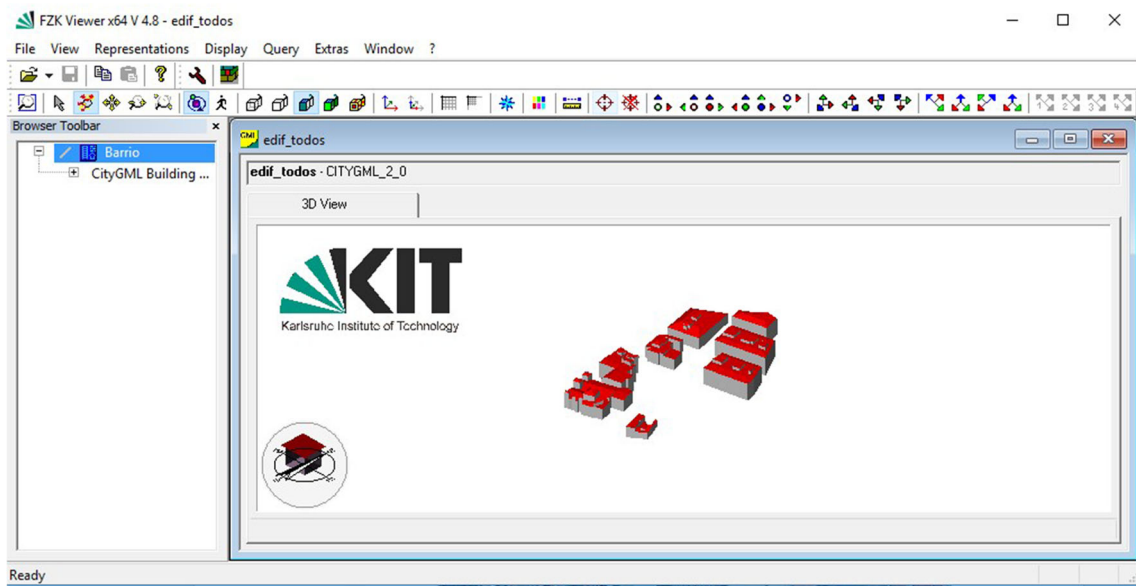 FZK Viewer x64 V 4.8 - edif_todos
File View Representations Display Query Extras Window ?
Browser Toolbar
Barrio
CityGML Building ...
GML
edif_todos
edif_todos - CITYGML_2_0
3D View
KIT
Karlsruhe Institute of Technology
Ready